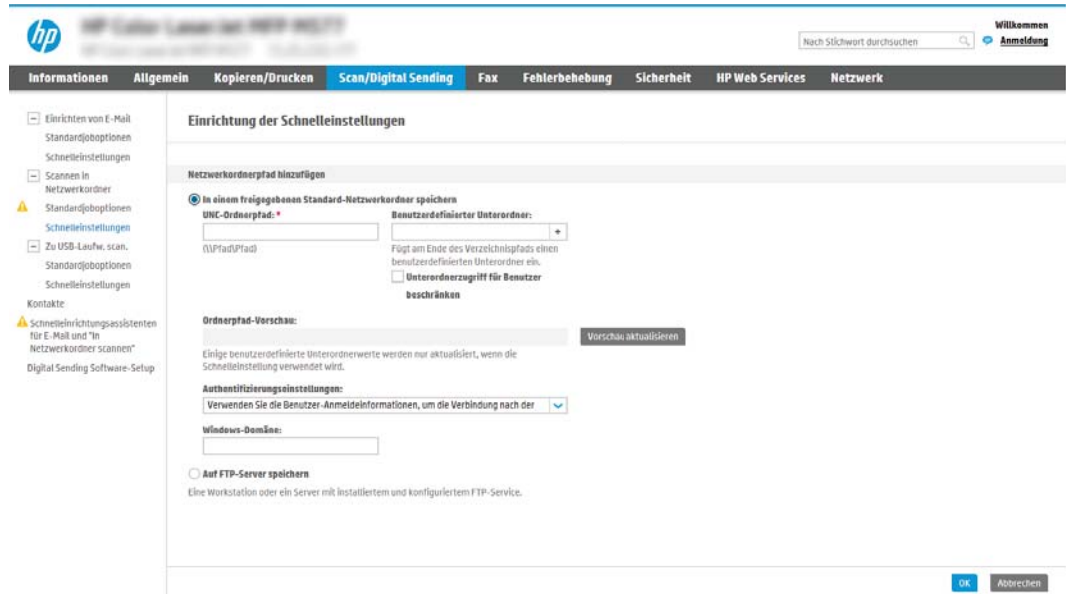 hp
Willkommen
Nach Stichwort durchsuchen
Anmeldung
Informationen Allgemein Kopieren/Drucken Scan/Digital Sending Fax Fehlerbehebung Sicherheit HP Web Services Netzwerk
Einrichten von E-Mail
Standardjoboptionen
Schnelleinstellungen
Scannen in
Netzwerkordner
Standardjoboptionen
Schnelleinstellungen
Zu USB-Laufw. scan.
Standardjoboptionen
Schnelleinstellungen
Kontakte
Schnelleinrichtungsassistenten
für E-Mail und "In
Netzwerkordner scannen"
Digital Sending Software-Setup
Einrichtung der Schnelleinstellungen
Netzwerkordnerpfad hinzufügen
In einem freigegebenen Standard-Netzwerkordner speichern
UNC-Ordnerpfad: * Benutzerdefinierter Unterordner:
+
(\\Pfad\Pfad) Fügt am Ende des Verzeichnispfads einen
benutzerdefinierten Unterordner ein.
Unterordnerzugriff für Benutzer
beschränken
Ordnerpfad-Vorschau:
Vorschau aktualisieren
Einige benutzerdefinierte Unterordnerwerte werden nur aktualisiert, wenn die
Schnelleinstellung verwendet wird.
Authentifizierungseinstellungen:
Verwenden Sie die Benutzer-Anmeldeinformationen, um die Verbindung nach der
Windows-Domäne:
Auf FTP-Server speichern
Eine Workstation oder ein Server mit installiertem und konfiguriertem FTP-Service.
OK Abbrechen